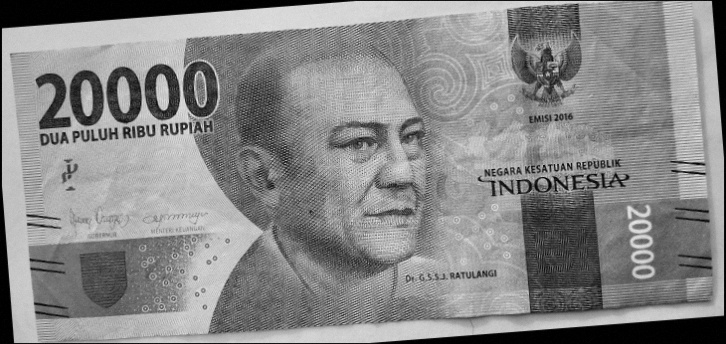 20000
DUA PULUH RIBU RUPIAH
EMISI 2016
NEGARA KESATUAN REPUBLIK
INDONESIA
GUBERNUR
MENTERI KEUANGAN
Dr. G.S.S.J. RATULANGI
20000